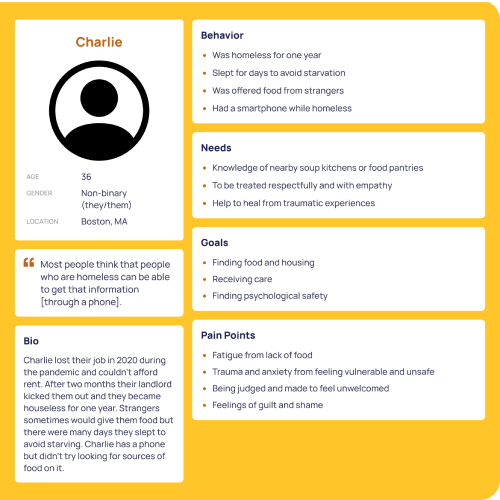 Charlie
AGE 36
GENDER Non-binary
(they/them)
LOCATION Boston, MA
“ Most people think that people
who are homeless can be able
to get that information
[through a phone].
Bio
Charlie lost their job in 2020 during
the pandemic and couldn't afford
rent. After two months their landlord
kicked them out and they became
houseless for one year. Strangers
sometimes would give them food but
there were many days they slept to
avoid starving. Charlie has a phone
but didn't try looking for sources of
food on it.
Behavior
• Was homeless for one year
• Slept for days to avoid starvation
• Was offered food from strangers
• Had a smartphone while homeless
Needs
• Knowledge of nearby soup kitchens or food pantries
• To be treated respectfully and with empathy
• Help to heal from traumatic experiences
Goals
• Finding food and housing
• Receiving care
• Finding psychological safety
Pain Points
• Fatigue from lack of food
• Trauma and anxiety from feeling vulnerable and unsafe
• Being judged and made to feel unwelcomed
• Feelings of guilt and shame